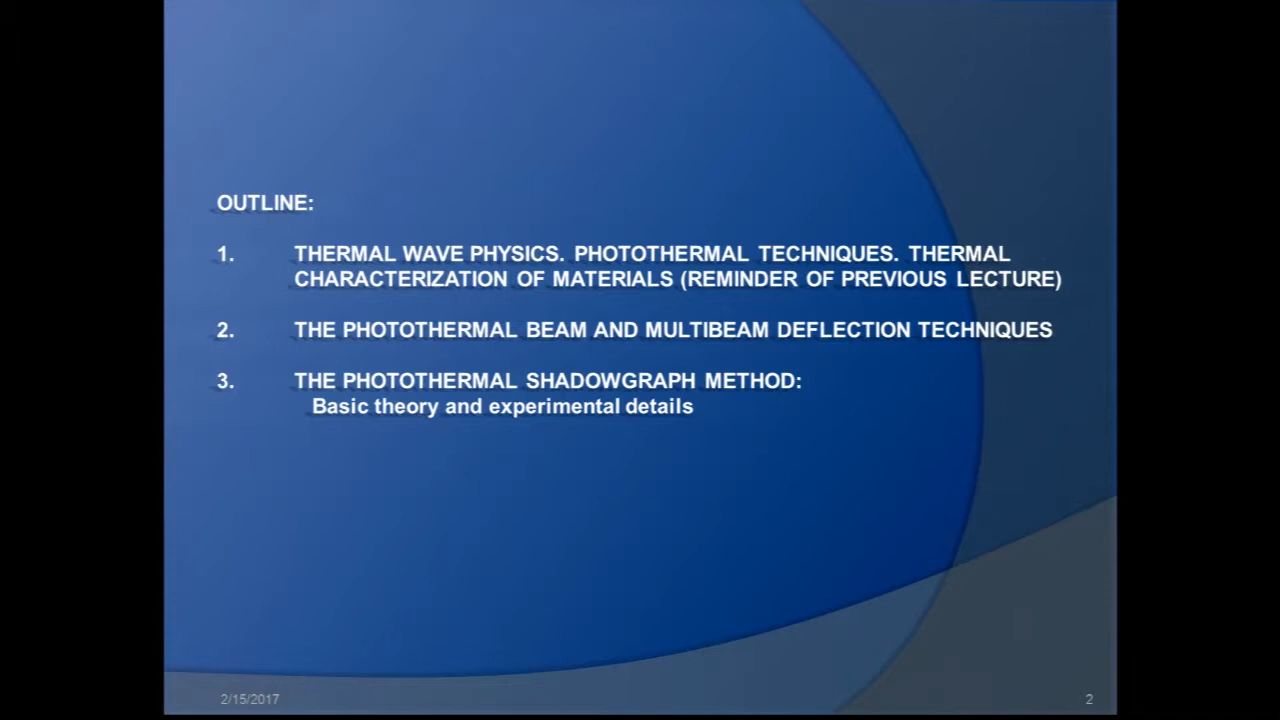 OUTLINE:
1. THERMAL WAVE PHYSICS. PHOTOTHERMAL TECHNIQUES. THERMAL
CHARACTERIZATION OF MATERIALS (REMINDER OF PREVIOUS LECTURE)
2. THE PHOTOTHERMAL BEAM AND MULTIBEAM DEFLECTION TECHNIQUES
3. THE PHOTOTHERMAL SHADOWGRAPH METHOD:
Basic theory and experimental details
2/15/2017
2